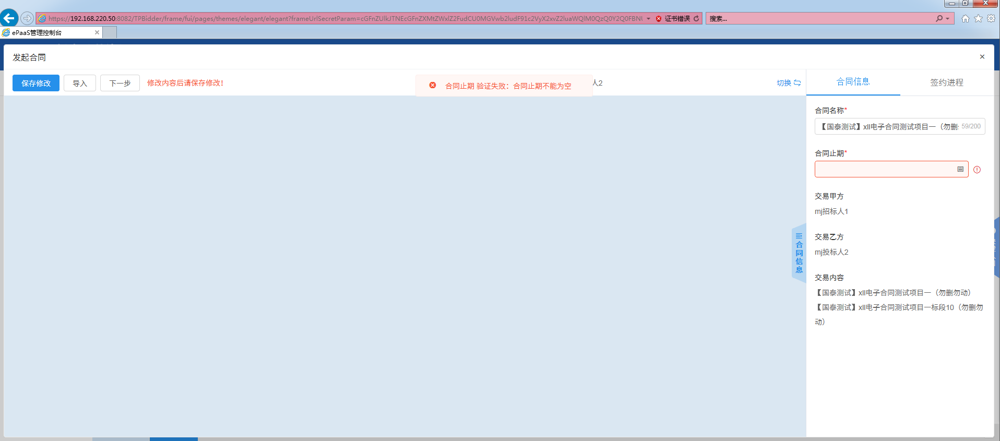 https://192.168.220.50:8082/TPBidder/frame/fui/pages/themes/elegant/elegant?frameUrlSecretParam=cGFnZUlkJTNEcGFnZXMtZWxlZ2FudCU0MGVwb2ludF91c2VyX2xvZ2luaWQlM0QzQ0Y2Q0FBNU
证书错误
搜索...
ePaaS管理控制台
发起合同
保存修改
导入
下一步
修改内容后请保存修改!
合同止期 验证失败：合同止期不能为空
人2
切换
合同信息
签约进程
合同名称*
【国泰测试】xll电子合同测试项目一（勿删
59/200
合同止期*
交易甲方
mj招标人1
交易乙方
mj投标人2
合同信息
交易内容
【国泰测试】xll电子合同测试项目一（勿删勿动）
【国泰测试】xll电子合同测试项目一标段10（勿删勿
动）